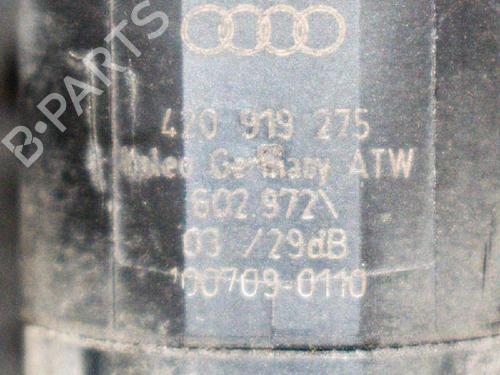 B-PARTS
420 919 275
Valeo Germany ATW
602.972\
03 /29dB
100709-0110